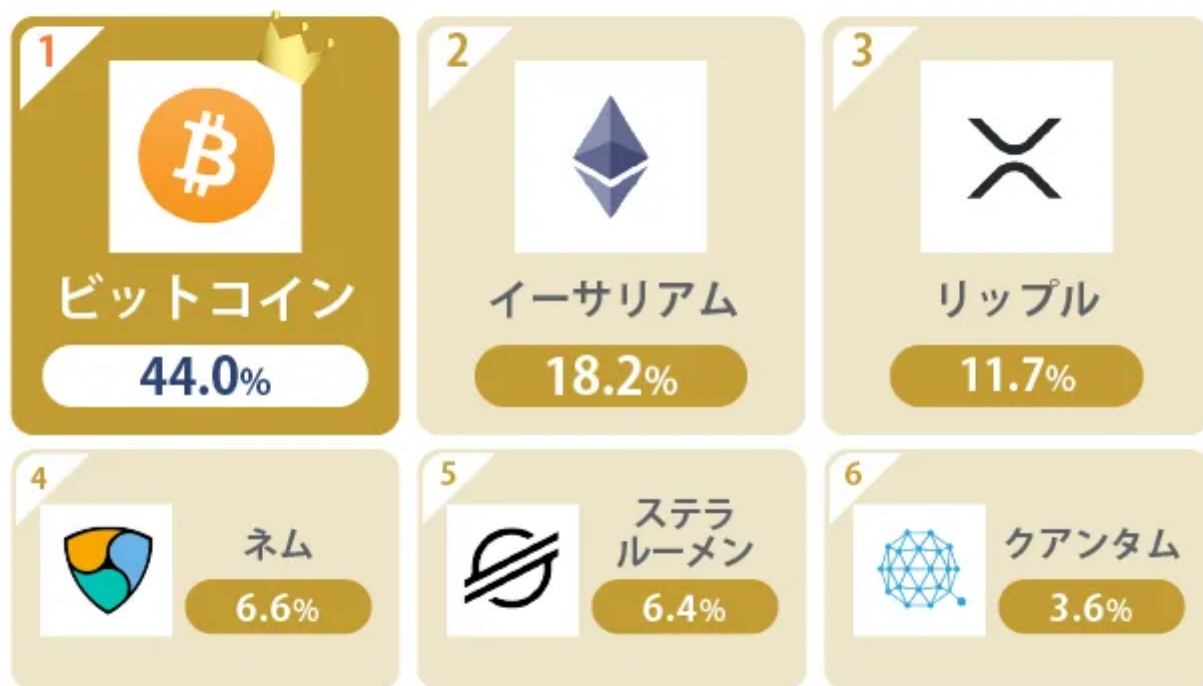 1
ビットコイン
44.0%
2
イーサリアム
18.2%
3
リップル
11.7%
4
ネム
6.6%
5
ステラ
ルーメン
6.4%
6
クアンタム
3.6%